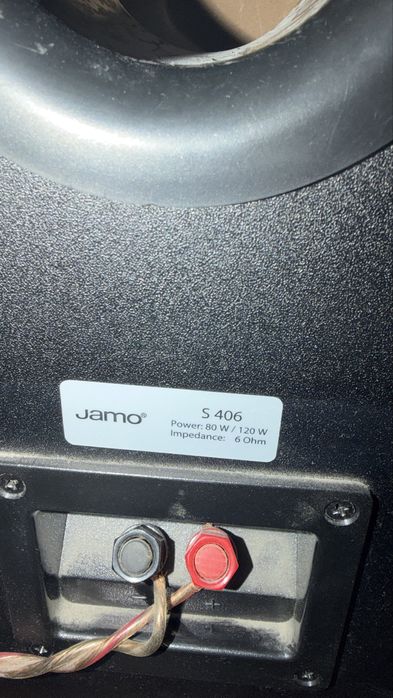 Jamo®
S 406
Power: 80 W / 120 W
Impedance: 6 Ohm
− +